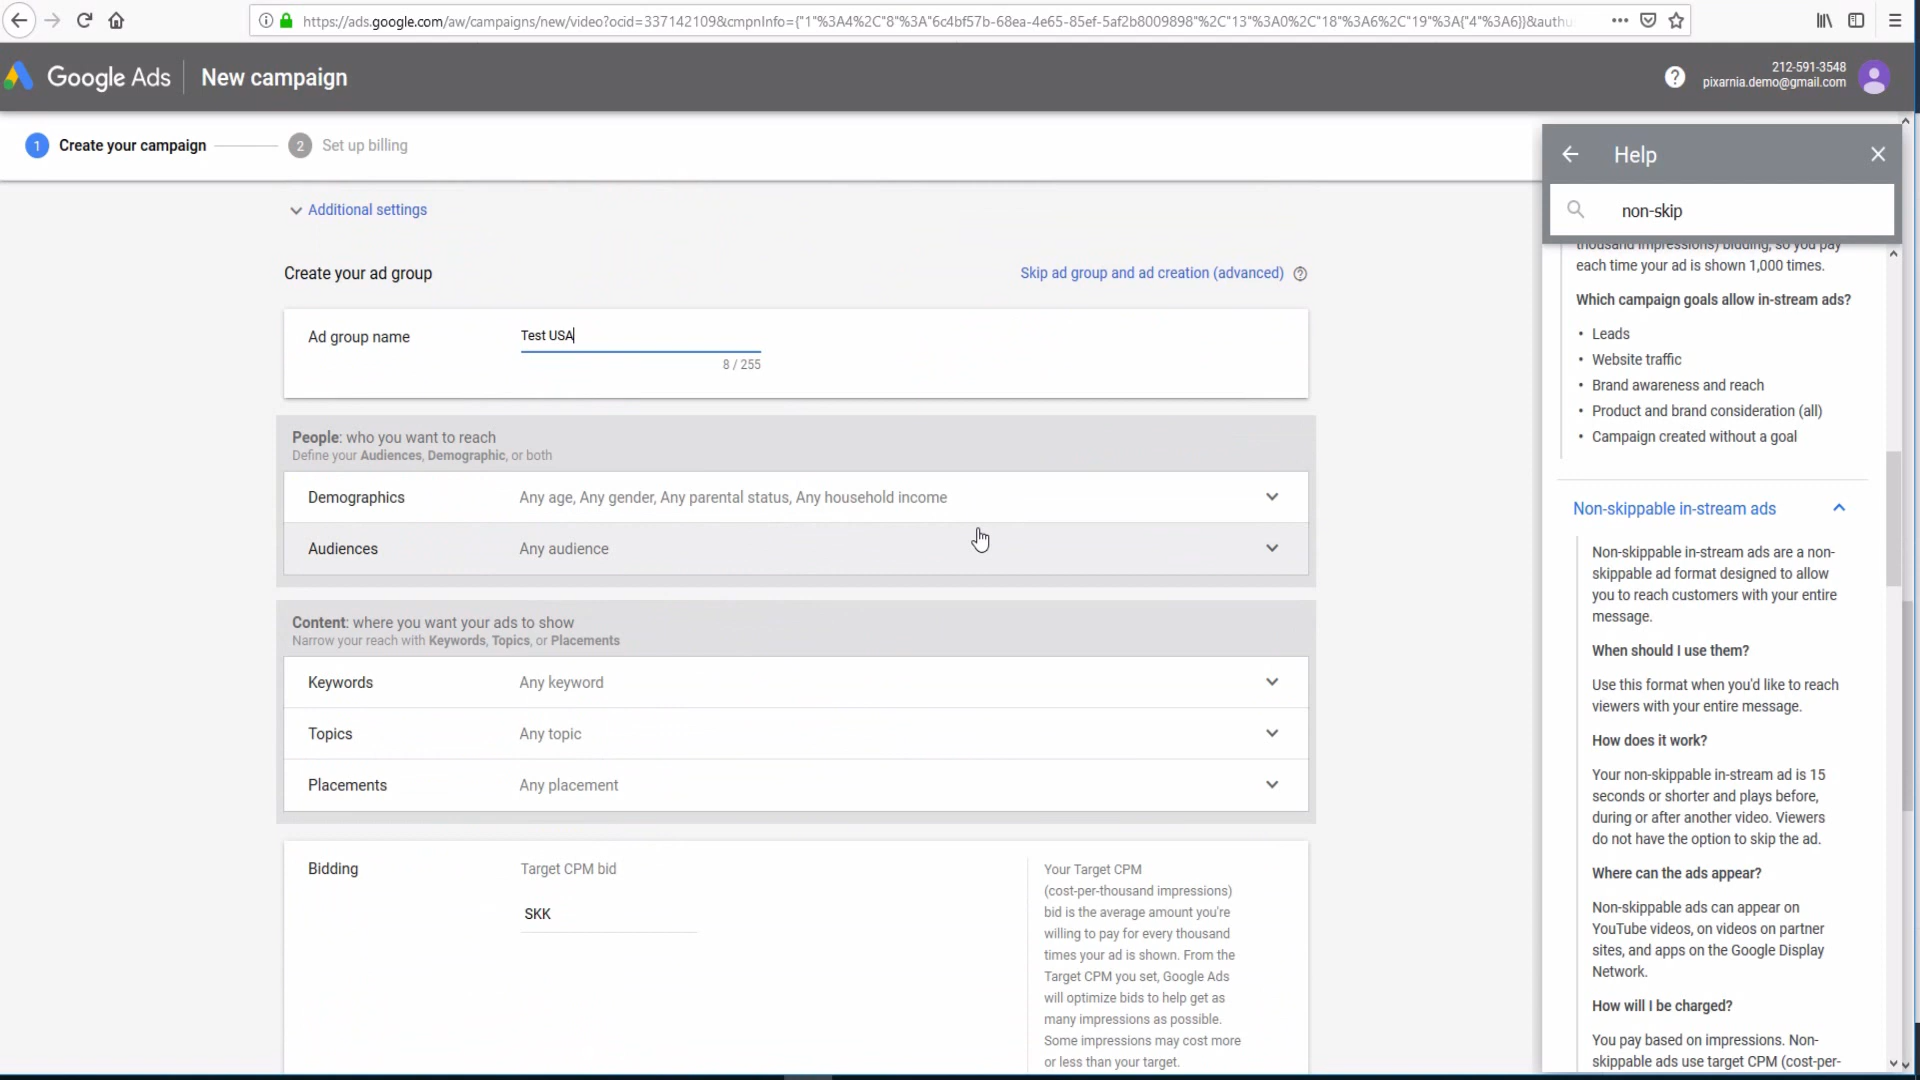 https://ads.google.com/aw/campaigns/new/video?ocid=337142109&cmpnInfo={"1"%3A4%2C"8"%3A"6c4bf57b-68ea-4e65-85ef-5af2b8009898"%2C"13"%3A0%2C"18"%3A6%2C"19"%3A{"4"%3A6}}&authu
Google Ads
New campaign
?
212-591-3548
pixarnia.demo@gmail.com
1 Create your campaign
2 Set up billing
Additional settings
Create your ad group
Skip ad group and ad creation (advanced) ?
Ad group name
Test USA
8 / 255
People: who you want to reach
Define your Audiences, Demographic, or both
Demographics
Any age, Any gender, Any parental status, Any household income
Audiences
Any audience
Content: where you want your ads to show
Narrow your reach with Keywords, Topics, or Placements
Keywords
Any keyword
Topics
Any topic
Placements
Any placement
Bidding
Target CPM bid
SKK
Your Target CPM
(cost-per-thousand impressions)
bid is the average amount you're
willing to pay for every thousand
times your ad is shown. From the
Target CPM you set, Google Ads
will optimize bids to help get as
many impressions as possible.
Some impressions may cost more
or less than your target.
Help
non-skip
thousand impressions) bidding, so you pay
each time your ad is shown 1,000 times.
Which campaign goals allow in-stream ads?
• Leads
• Website traffic
• Brand awareness and reach
• Product and brand consideration (all)
• Campaign created without a goal
Non-skippable in-stream ads
Non-skippable in-stream ads are a non-
skippable ad format designed to allow
you to reach customers with your entire
message.
When should I use them?
Use this format when you'd like to reach
viewers with your entire message.
How does it work?
Your non-skippable in-stream ad is 15
seconds or shorter and plays before,
during or after another video. Viewers
do not have the option to skip the ad.
Where can the ads appear?
Non-skippable ads can appear on
YouTube videos, on videos on partner
sites, and apps on the Google Display
Network.
How will I be charged?
You pay based on impressions. Non-
skippable ads use target CPM (cost-per-